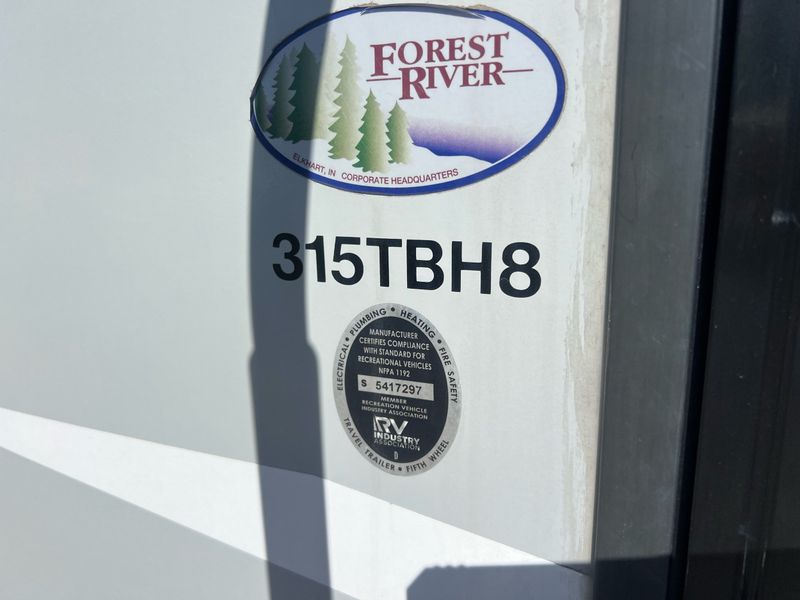 FOREST
RIVER
ELKHART, IN CORPORATE HEADQUARTERS
315TBH8
ELECTRICAL • PLUMBING • HEATING • FIRE SAFETY
MANUFACTURER
CERTIFIES COMPLIANCE
WITH STANDARD FOR
RECREATIONAL VEHICLES
NFPA 1192
S 5417297
MEMBER
RECREATION VEHICLE
INDUSTRY ASSOCIATION
RV
INDUSTRY
ASSOCIATION
D
TRAVEL TRAILER • FIFTH WHEEL